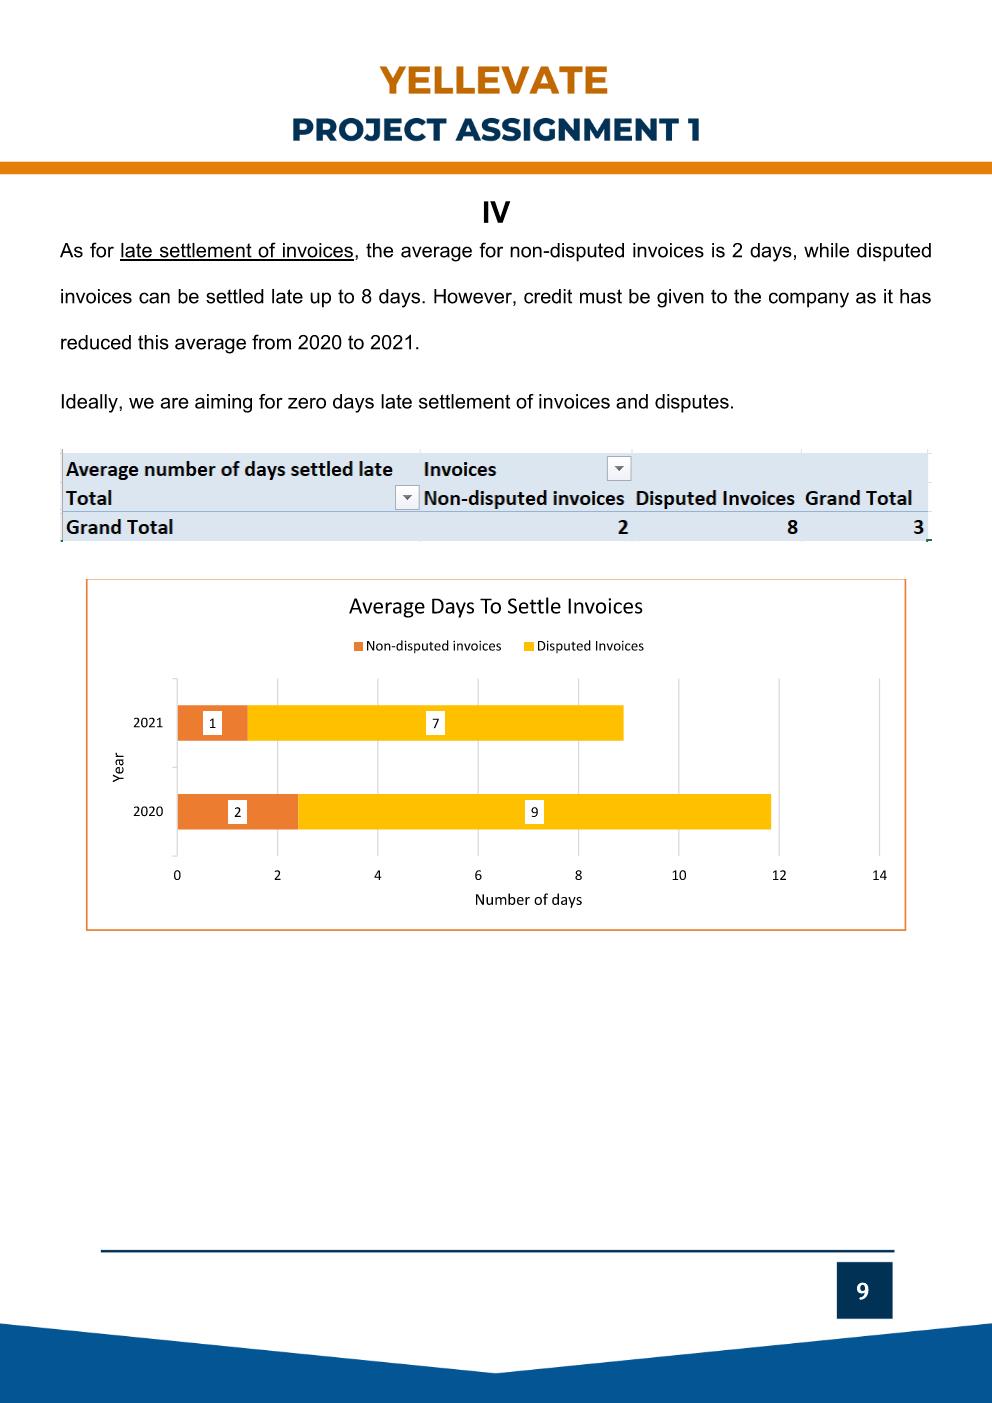 YELLEVATE
PROJECT ASSIGNMENT 1
IV
As for late settlement of invoices, the average for non-disputed invoices is 2 days, while disputed
invoices can be settled late up to 8 days. However, credit must be given to the company as it has
reduced this average from 2020 to 2021.
Ideally, we are aiming for zero days late settlement of invoices and disputes.
Average number of days settled late Invoices
Total Non-disputed invoices Disputed Invoices Grand Total
Grand Total 2 8 3
Average Days To Settle Invoices
Non-disputed invoices Disputed Invoices
2021 1 7
Year
2020 2 9
0 2 4 6 8 10 12 14
Number of days
9